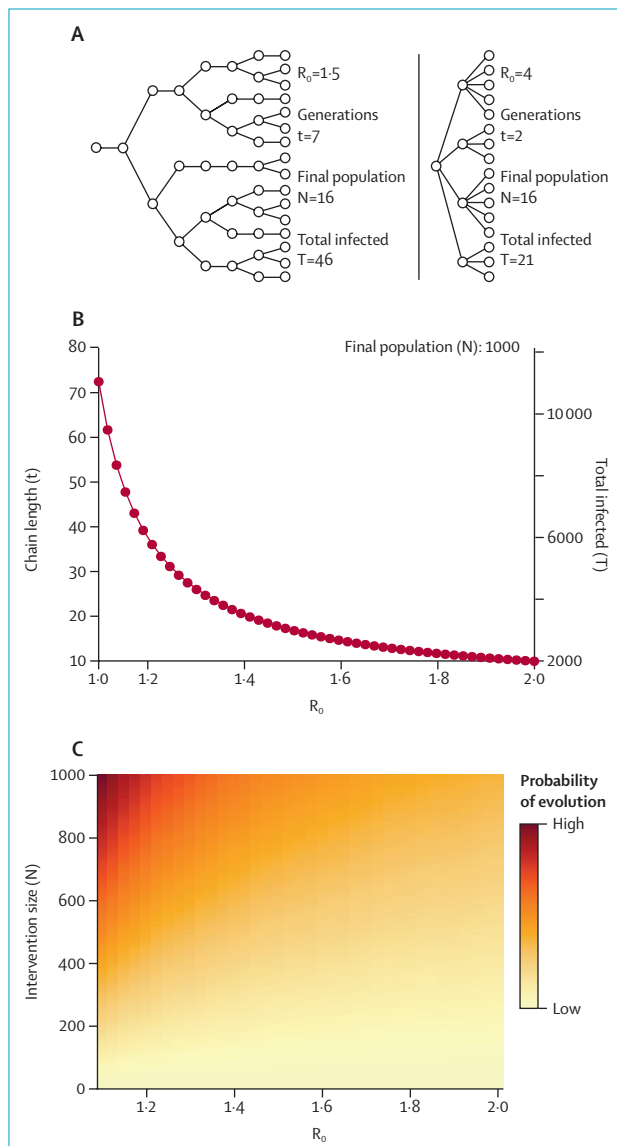 A
R₀=1·5
Generations
t=7
Final population
N=16
Total infected
T=46
R₀=4
Generations
t=2
Final population
N=16
Total infected
T=21
B
Final population (N): 1000
80
70
60
50
40
30
20
10
Chain length (t)
10 000
6000
2000
Total infected (T)
1·0
1·2
1·4
1·6
1·8
2·0
R₀
C
1000
800
600
400
200
0
Intervention size (N)
1·2
1·4
1·6
1·8
2·0
R₀
Probability
of evolution
High
Low